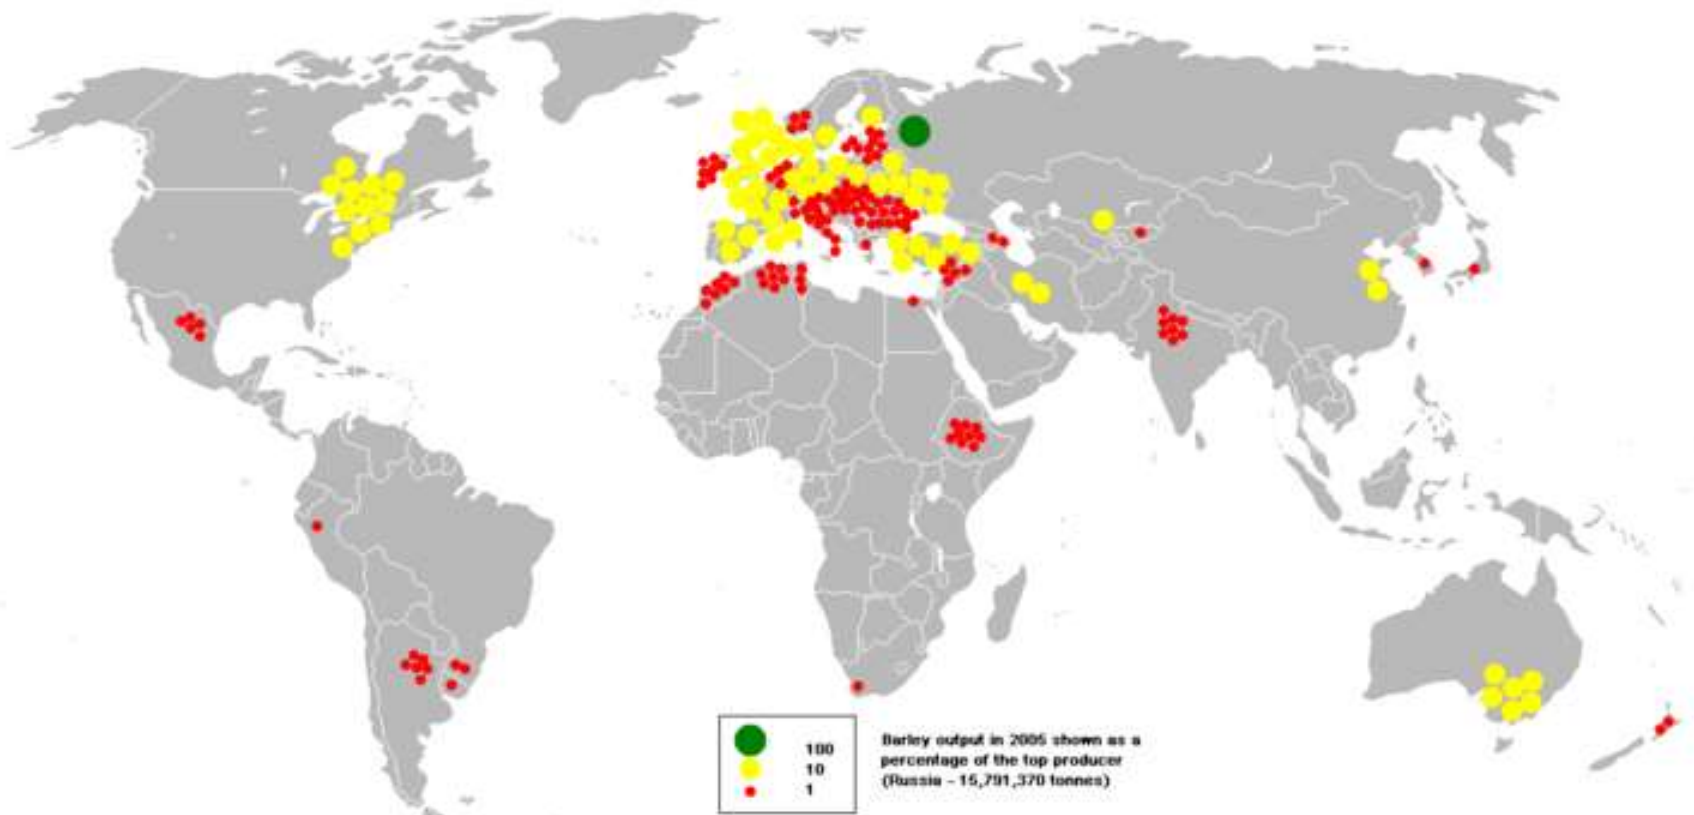 100
10
1
Barley output in 2005 shown as a
percentage of the top producer
(Russia - 15,791,370 tonnes)